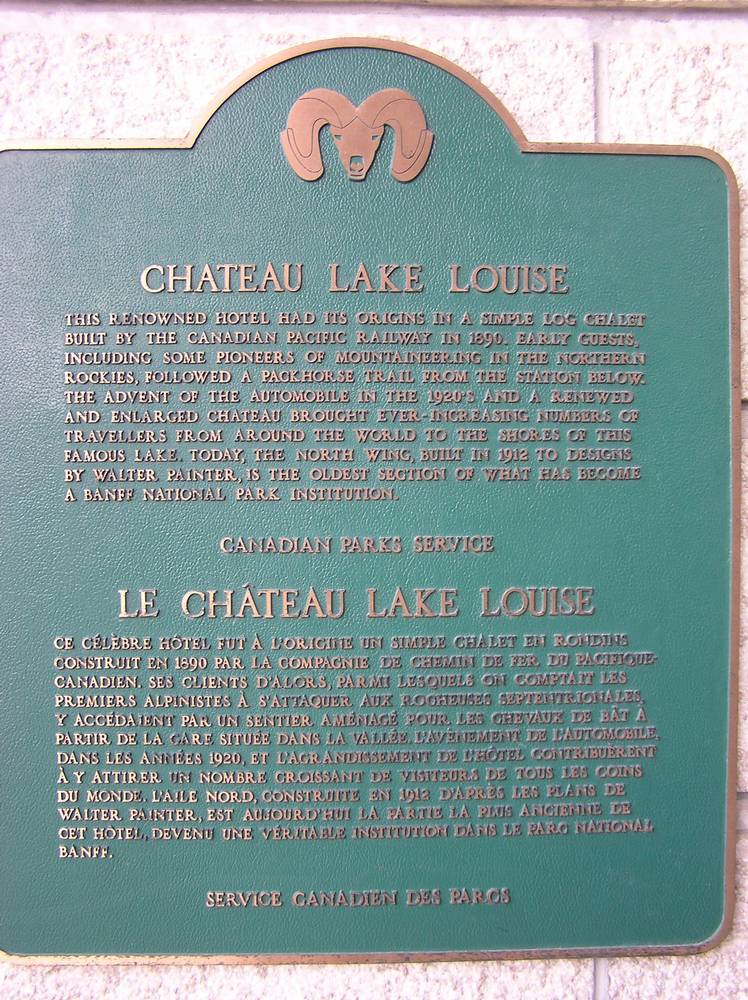 CHATEAU LAKE LOUISE
THIS RENOWNED HOTEL HAD ITS ORIGINS IN A SIMPLE LOG CHALET
BUILT BY THE CANADIAN PACIFIC RAILWAY IN 1890. EARLY GUESTS,
INCLUDING SOME PIONEERS OF MOUNTAINEERING IN THE NORTHERN
ROCKIES, FOLLOWED A PACKHORSE TRAIL FROM THE STATION BELOW.
THE ADVENT OF THE AUTOMOBILE IN THE 1920'S AND A RENEWED
AND ENLARGED CHATEAU BROUGHT EVER-INCREASING NUMBERS OF
TRAVELLERS FROM AROUND THE WORLD TO THE SHORES OF THIS
FAMOUS LAKE. TODAY, THE NORTH WING, BUILT IN 1912 TO DESIGNS
BY WALTER PAINTER, IS THE OLDEST SECTION OF WHAT HAS BECOME
A BANFF NATIONAL PARK INSTITUTION.
CANADIAN PARKS SERVICE
LE CHÂTEAU LAKE LOUISE
CE CÉLÈBRE HÔTEL FUT À L'ORIGINE UN SIMPLE CHALET EN RONDINS
CONSTRUIT EN 1890 PAR LA COMPAGNIE DE CHEMIN DE FER DU PACIFIQUE-
CANADIEN. SES CLIENTS D'ALORS, PARMI LESQUELS ON COMPTAIT LES
PREMIERS ALPINISTES À S'ATTAQUER AUX ROCHEUSES SEPTENTRIONALES,
Y ACCÉDAIENT PAR UN SENTIER AMÉNAGÉ POUR LES CHEVAUX DE BÂT À
PARTIR DE LA GARE SITUÉE DANS LA VALLÉE. L'AVÈNEMENT DE L'AUTOMOBILE,
DANS LES ANNÉES 1920, ET L'AGRANDISSEMENT DE L'HÔTEL CONTRIBUÈRENT
À Y ATTIRER UN NOMBRE CROISSANT DE VISITEURS DE TOUS LES COINS
DU MONDE. L'AILE NORD, CONSTRUITE EN 1912 D'APRÈS LES PLANS DE
WALTER PAINTER, EST AUJOURD'HUI LA PARTIE LA PLUS ANCIENNE DE
CET HÔTEL, DEVENU UNE VÉRITABLE INSTITUTION DANS LE PARC NATIONAL
BANFF.
SERVICE CANADIEN DES PARCS